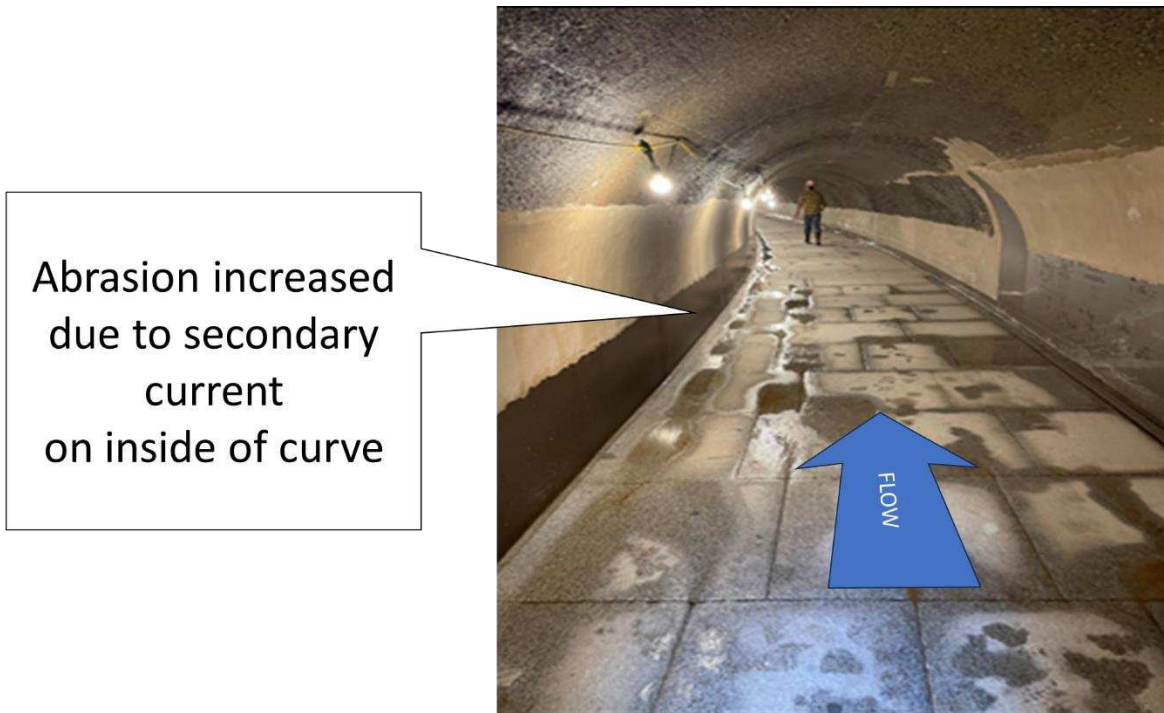 Abrasion increased
due to secondary
current
on inside of curve
FLOW